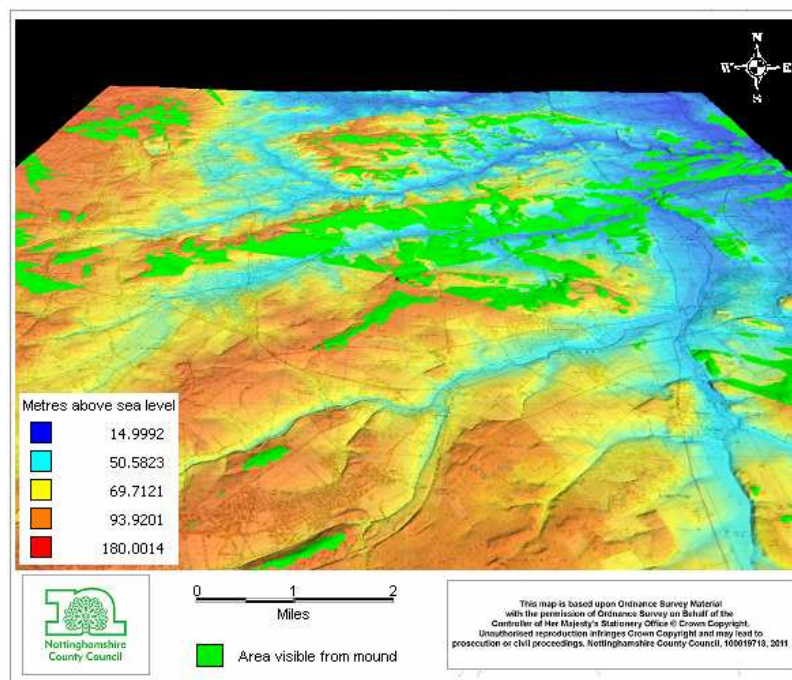 N
W E
S
Metres above sea level
14.9992
50.5823
69.7121
93.9201
180.0014
Nottinghamshire
County Council
0 1 2
Miles
Area visible from mound
This map is based upon Ordnance Survey Material
with the permission of Ordnance Survey on Behalf of the
Controller of Her Majesty's Stationery Office © Crown Copyright.
Unauthorised reproduction infringes Crown Copyright and may lead to
prosecution or civil proceedings. Nottinghamshire County Council, 100019713, 2011